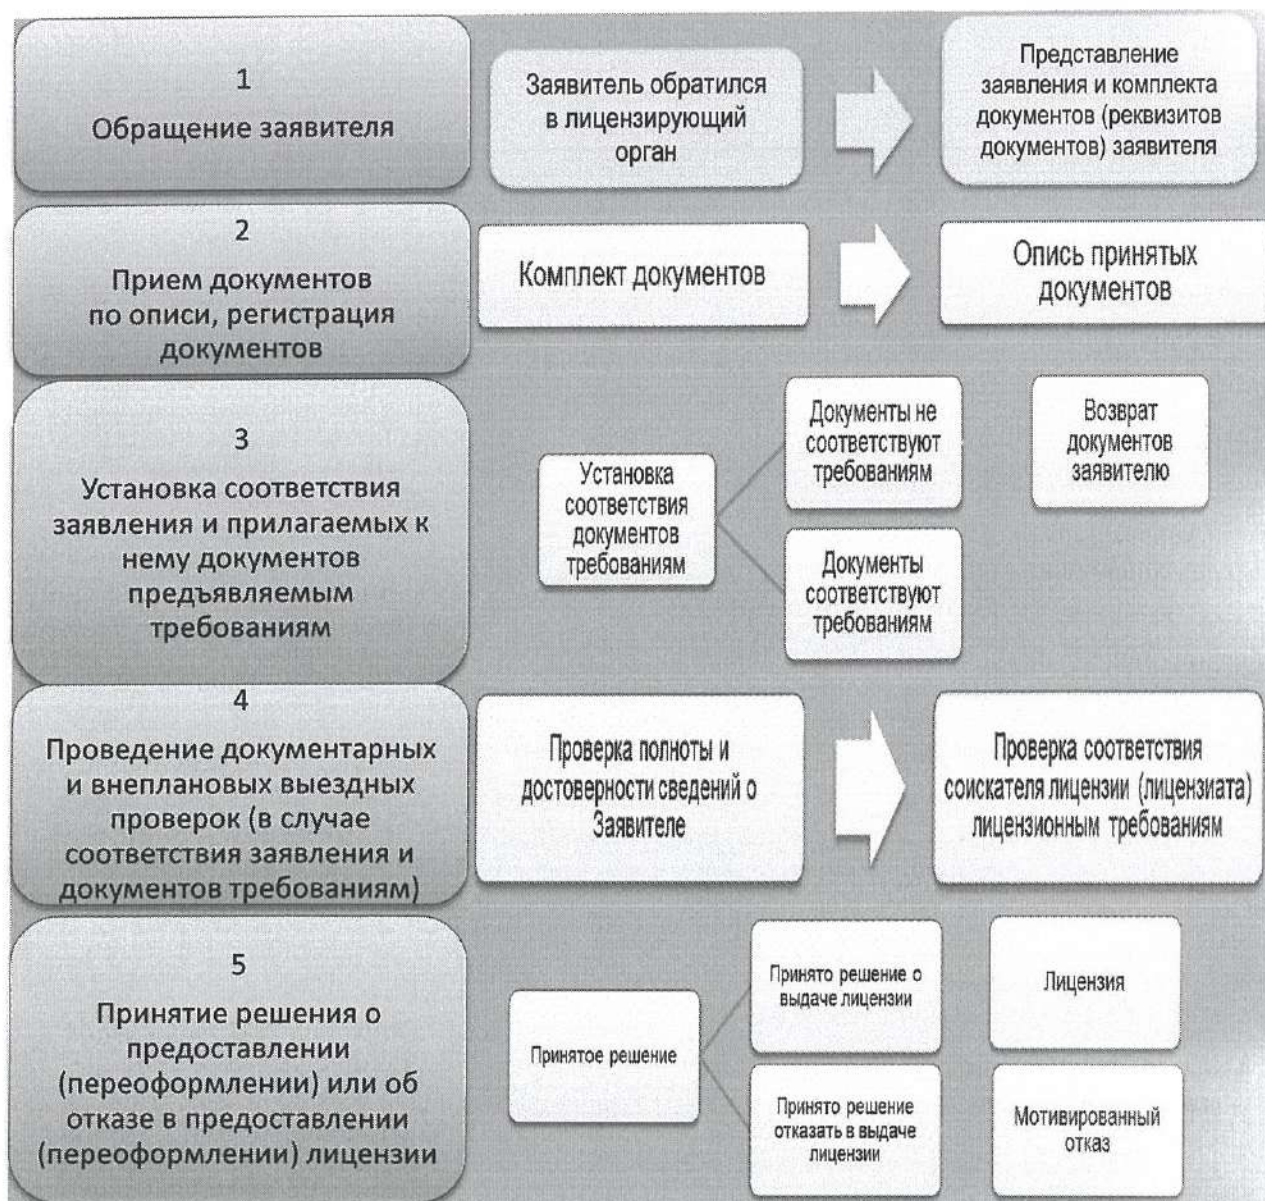 1
Обращение заявителя
Заявитель обратился
в лицензирующий
орган
Представление
заявления и комплекта
документов (реквизитов
документов) заявителя
2
Прием документов
по описи, регистрация
документов
Комплект документов
Опись принятых
документов
3
Установка соответствия
заявления и прилагаемых к
нему документов
предъявляемым
требованиям
Установка
соответствия
документов
требованиям
Документы не
соответствуют
требованиям
Возврат
документов
заявителю
Документы
соответствуют
требованиям
4
Проведение документарных
и внеплановых выездных
проверок (в случае
соответствия заявления и
документов требованиям)
Проверка полноты и
достоверности сведений о
Заявителе
Проверка соответствия
соискателя лицензии (лицензиата)
лицензионным требованиям
5
Принятие решения о
предоставлении
(переоформлении) или об
отказе в предоставлении
(переоформлении) лицензии
Принятое решение
Принято решение о
выдаче лицензии
Лицензия
Принято решение
отказать в выдаче
лицензии
Мотивированный
отказ